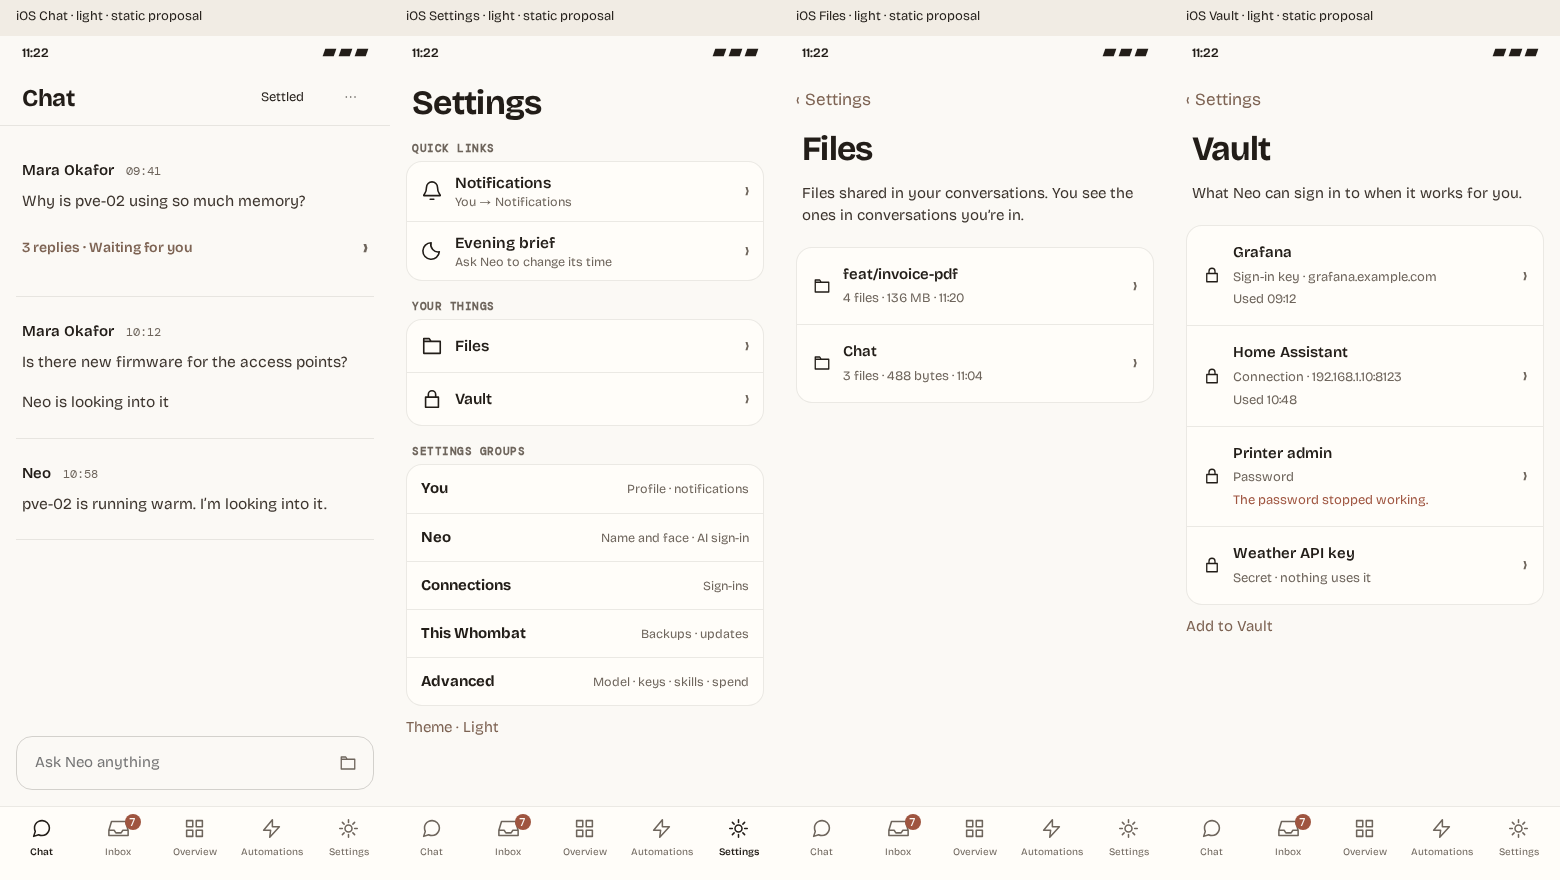 iOS Chat · light · static proposal
11:22
Chat
Settled
···
Mara Okafor 09:41
Why is pve-02 using so much memory?
3 replies · Waiting for you
Mara Okafor 10:12
Is there new firmware for the access points?
Neo is looking into it
Neo 10:58
pve-02 is running warm. I'm looking into it.
Ask Neo anything
Chat
7
Inbox
Overview
Automations
Settings
iOS Settings · light · static proposal
11:22
Settings
QUICK LINKS
Notifications
You → Notifications
Evening brief
Ask Neo to change its time
YOUR THINGS
Files
Vault
SETTINGS GROUPS
You Profile · notifications
Neo Name and face · AI sign-in
Connections Sign-ins
This Whombat Backups · updates
Advanced Model · keys · skills · spend
Theme · Light
Chat
7
Inbox
Overview
Automations
Settings
iOS Files · light · static proposal
11:22
‹ Settings
Files
Files shared in your conversations. You see the
ones in conversations you're in.
feat/invoice-pdf
4 files · 136 MB · 11:20
Chat
3 files · 488 bytes · 11:04
Chat
7
Inbox
Overview
Automations
Settings
iOS Vault · light · static proposal
11:22
‹ Settings
Vault
What Neo can sign in to when it works for you.
Grafana
Sign-in key · grafana.example.com
Used 09:12
Home Assistant
Connection · 192.168.1.10:8123
Used 10:48
Printer admin
Password
The password stopped working.
Weather API key
Secret · nothing uses it
Add to Vault
Chat
7
Inbox
Overview
Automations
Settings